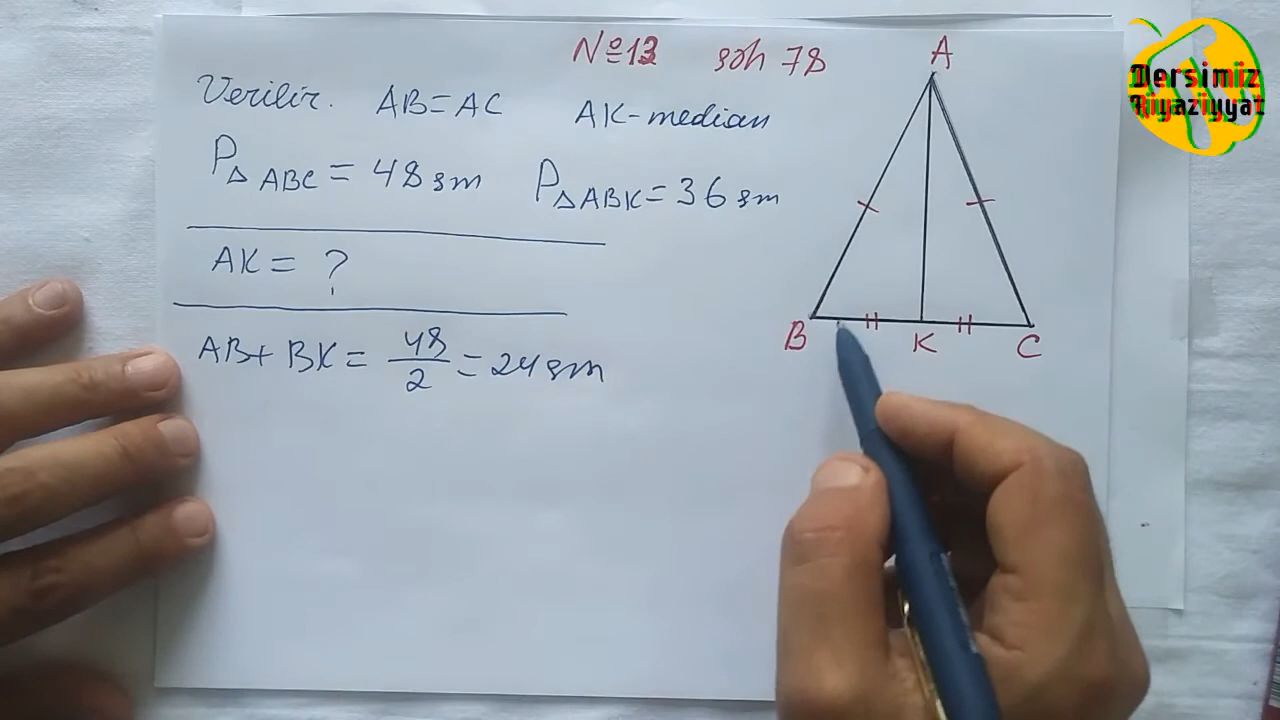 №13 səh 78
Verilir. AB=AC AK-median
P△ABC = 48 sm P△ABK = 36 sm
AK = ?
AB + BK = 48/2 = 24 sm
A
B K C
Dersimiz
Riyaziyyat